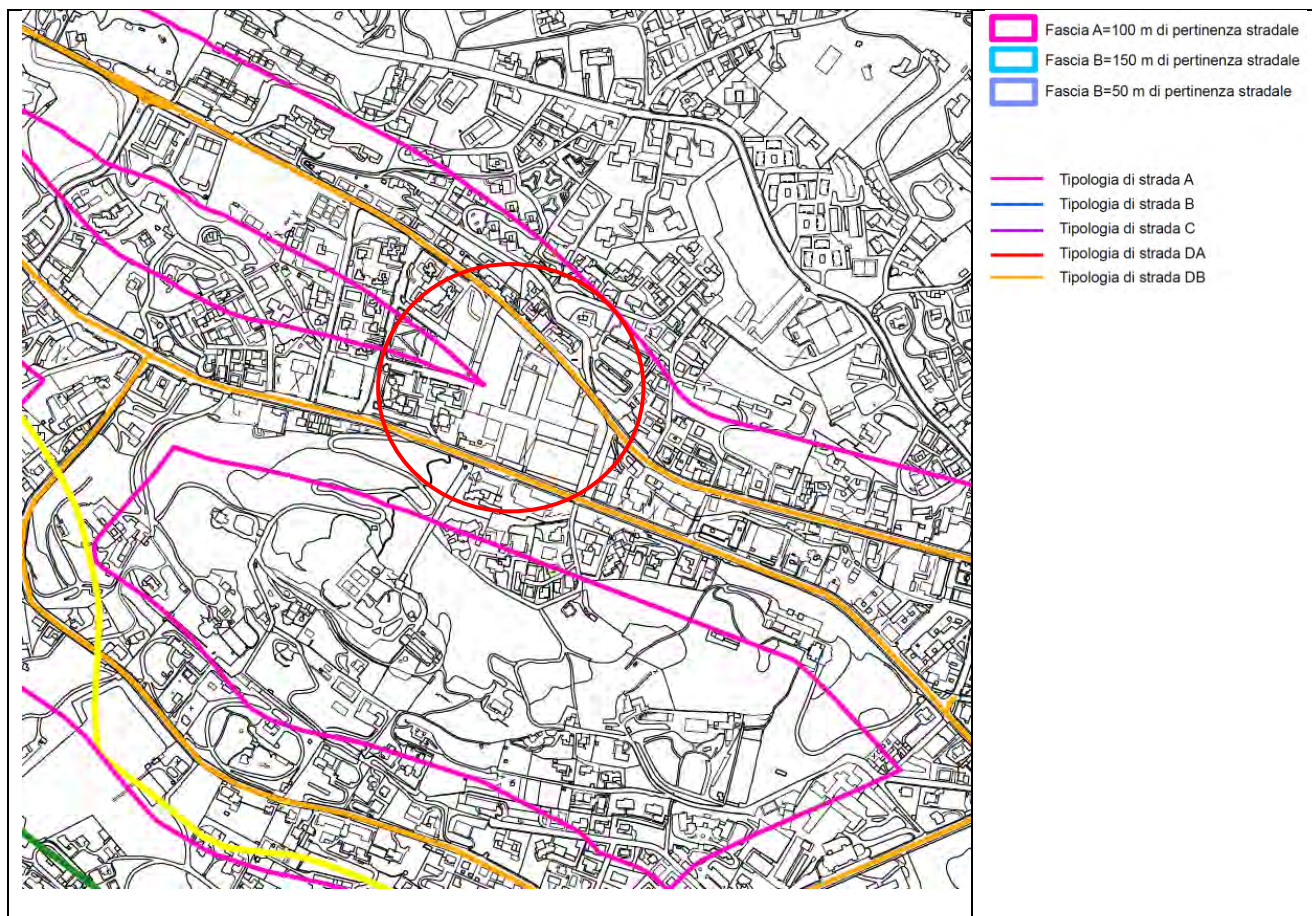 Fascia A=100 m di pertinenza stradale
Fascia B=150 m di pertinenza stradale
Fascia B=50 m di pertinenza stradale
Tipologia di strada A
Tipologia di strada B
Tipologia di strada C
Tipologia di strada DA
Tipologia di strada DB